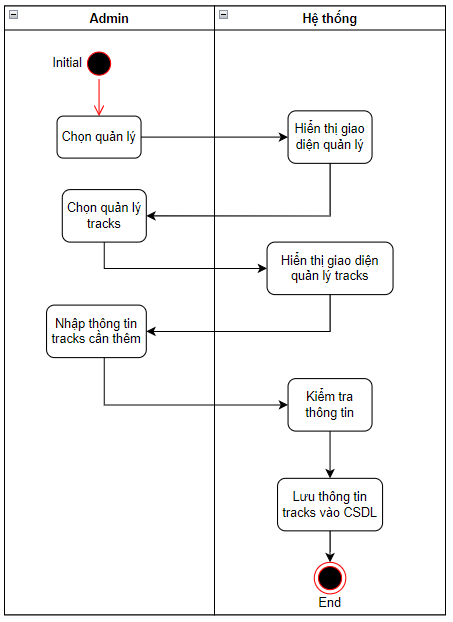 Admin
Hệ thống
Initial
Chọn quản lý
Hiển thị giao
diện quản lý
Chọn quản lý
tracks
Hiển thị giao diện
quản lý tracks
Nhập thông tin
tracks cần thêm
Kiểm tra
thông tin
Lưu thông tin
tracks vào CSDL
End